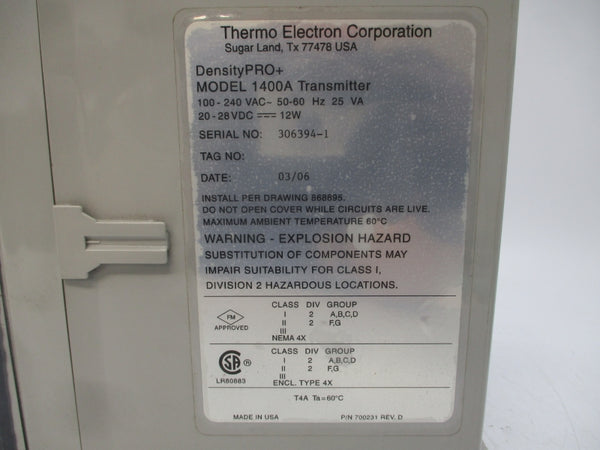 Thermo Electron Corporation
Sugar Land, Tx 77478 USA
DensityPRO+
MODEL 1400A Transmitter
100 - 240 VAC~ 50-60 Hz 25 VA
20 - 28 VDC ⎓ 12W
SERIAL NO: 306394-1
TAG NO:
DATE: 03/06
INSTALL PER DRAWING 868695.
DO NOT OPEN COVER WHILE CIRCUITS ARE LIVE.
MAXIMUM AMBIENT TEMPERATURE 60°C
WARNING - EXPLOSION HAZARD
SUBSTITUTION OF COMPONENTS MAY
IMPAIR SUITABILITY FOR CLASS I,
DIVISION 2 HAZARDOUS LOCATIONS.
FM
APPROVED
CLASS DIV GROUP
I 2 A,B,C,D
II 2 F,G
III
NEMA 4X
SA ®
LR80883
CLASS DIV GROUP
I 2 A,B,C,D
II 2 F,G
III
ENCL. TYPE 4X
T4A Ta=60°C
MADE IN USA P/N 700231 REV. D